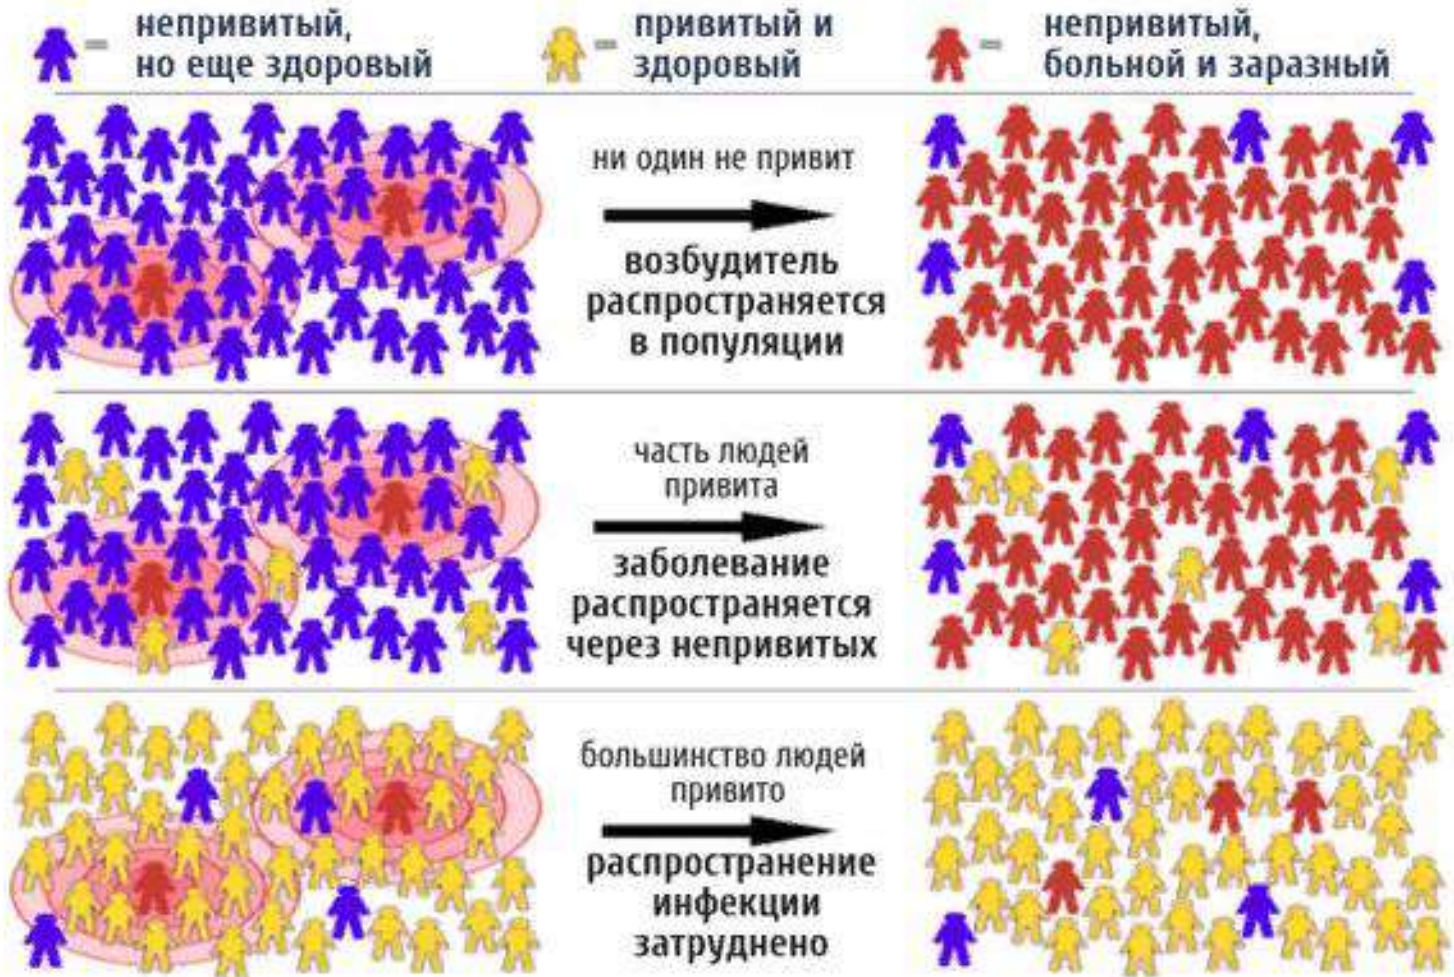 непривитый,
но еще здоровый
привитый и
здоровый
непривитый,
больной и заразный
ни один не привит
возбудитель
распространяется
в популяции
часть людей
привита
заболевание
распространяется
через непривитых
большинство людей
привито
распространение
инфекции
затруднено